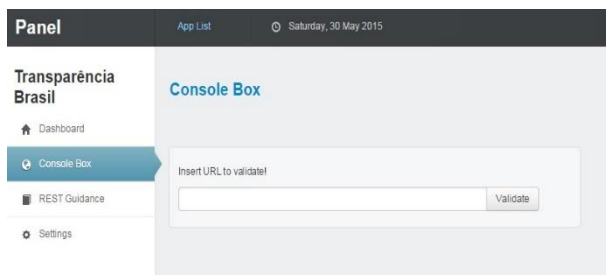 Panel
App List
Saturday, 30 May 2015
Transparência
Brasil
Dashboard
Console Box
REST Guidance
Settings
Console Box
Insert URL to validate!
Validate